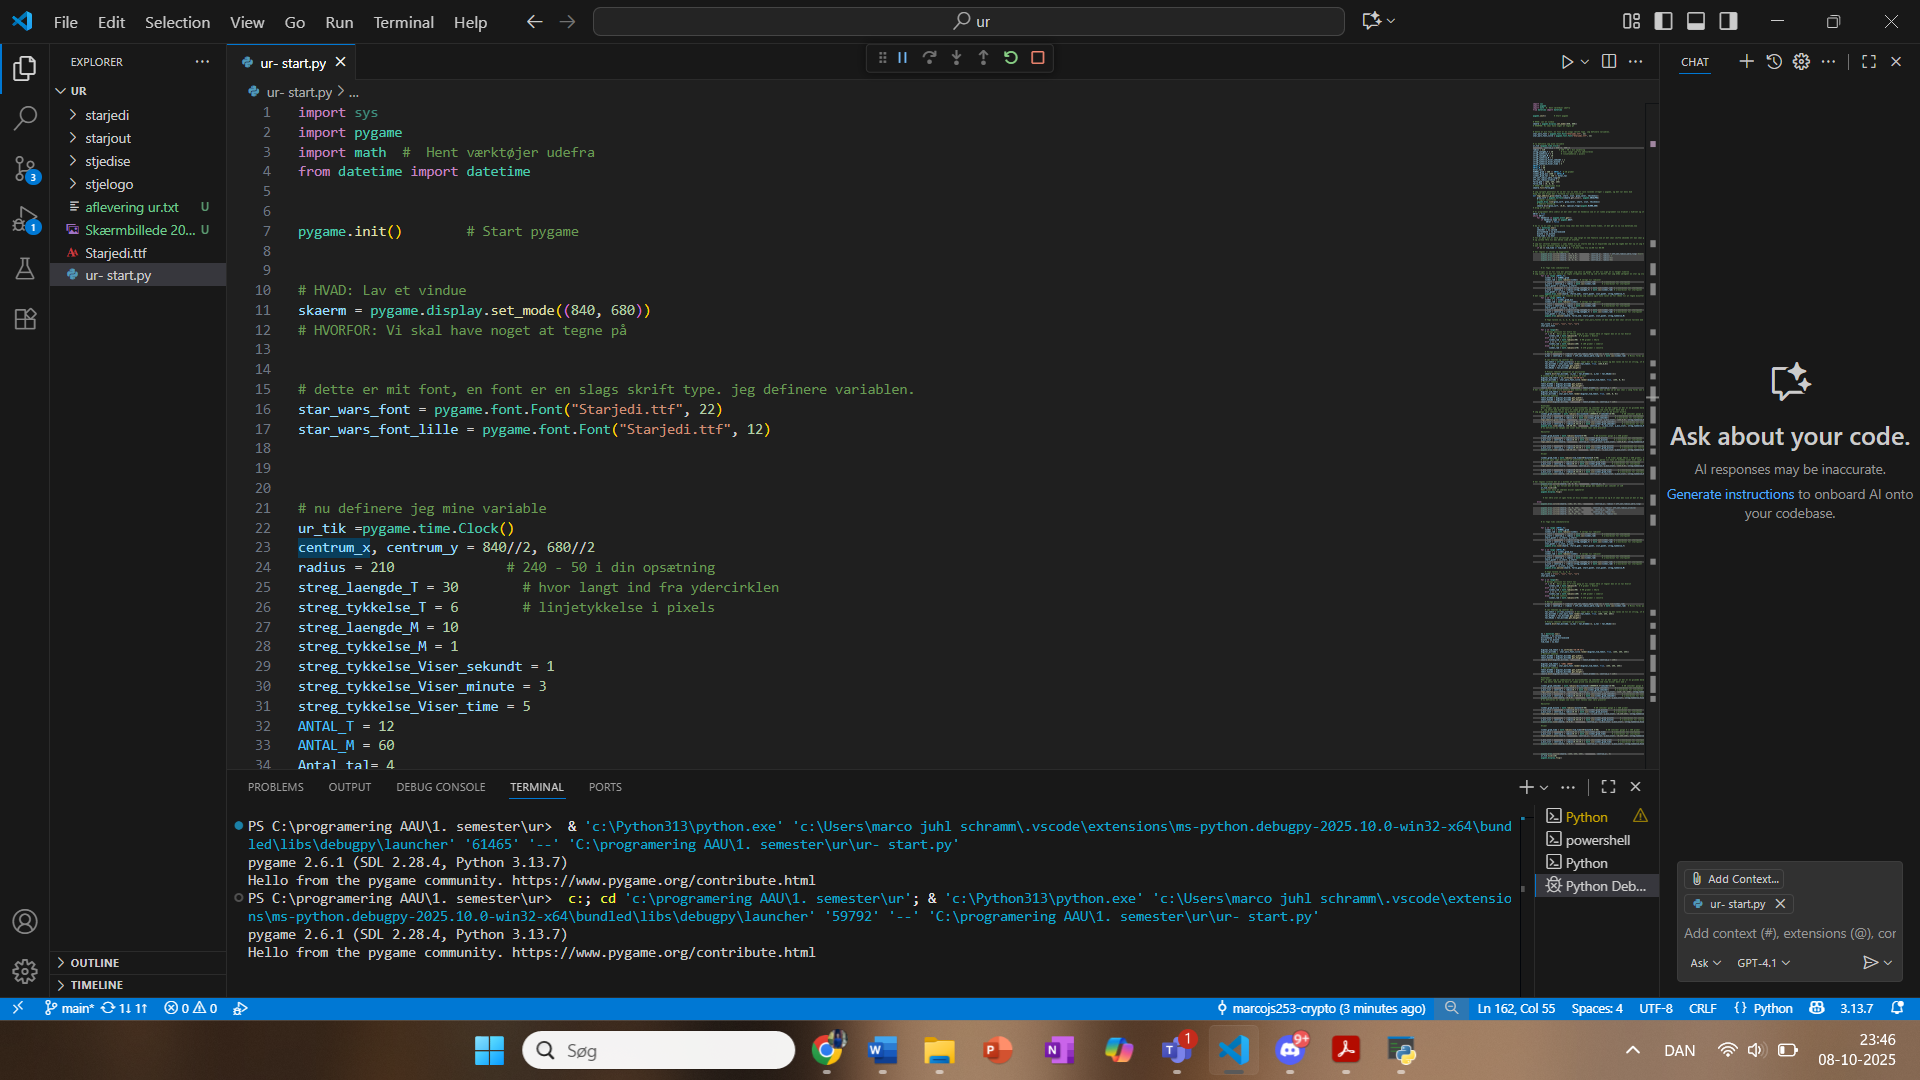 File Edit Selection View Go Run Terminal Help
ur
EXPLORER
UR
starjedi
starjout
stjedise
stjelogo
aflevering ur.txt U
Skærmbillede 20... U
Starjedi.ttf
ur- start.py
3
1
ur- start.py
ur- start.py > ...
1 import sys
2 import pygame
3 import math # Hent værktøjer udefra
4 from datetime import datetime
5
6
7 pygame.init() # Start pygame
8
9
10 # HVAD: Lav et vindue
11 skaerm = pygame.display.set_mode((840, 680))
12 # HVORFOR: Vi skal have noget at tegne på
13
14
15 # dette er mit font, en font er en slags skrift type. jeg definere variablen.
16 star_wars_font = pygame.font.Font("Starjedi.ttf", 22)
17 star_wars_font_lille = pygame.font.Font("Starjedi.ttf", 12)
18
19
20
21 # nu definere jeg mine variable
22 ur_tik =pygame.time.Clock()
23 centrum_x, centrum_y = 840//2, 680//2
24 radius = 210 # 240 - 50 i din opsætning
25 streg_laengde_T = 30 # hvor langt ind fra ydercirklen
26 streg_tykkelse_T = 6 # linjetykkelse i pixels
27 streg_laengde_M = 10
28 streg_tykkelse_M = 1
29 streg_tykkelse_Viser_sekundt = 1
30 streg_tykkelse_Viser_minute = 3
31 streg_tykkelse_Viser_time = 5
32 ANTAL_T = 12
33 ANTAL_M = 60
34 Antal_tal= 4
PROBLEMS OUTPUT DEBUG CONSOLE TERMINAL PORTS
PS C:\programering AAU\1. semester\ur> & 'c:\Python313\python.exe' 'c:\Users\marco juhl schramm\.vscode\extensions\ms-python.debugpy-2025.10.0-win32-x64\bund
led\libs\debugpy\launcher' '61465' '--' 'C:\programering AAU\1. semester\ur\ur- start.py'
pygame 2.6.1 (SDL 2.28.4, Python 3.13.7)
Hello from the pygame community. https://www.pygame.org/contribute.html
PS C:\programering AAU\1. semester\ur> c:; cd 'c:\programering AAU\1. semester\ur'; & 'c:\Python313\python.exe' 'c:\Users\marco juhl schramm\.vscode\extensio
ns\ms-python.debugpy-2025.10.0-win32-x64\bundled\libs\debugpy\launcher' '59792' '--' 'C:\programering AAU\1. semester\ur\ur- start.py'
pygame 2.6.1 (SDL 2.28.4, Python 3.13.7)
Hello from the pygame community. https://www.pygame.org/contribute.html
Python
powershell
Python
Python Deb...
CHAT
Ask about your code.
AI responses may be inaccurate.
Generate instructions to onboard AI onto
your codebase.
Add Context...
ur- start.py
Add context (#), extensions (@), cor
Ask GPT-4.1
OUTLINE
TIMELINE
main* 1↓ 1↑ 0 0
marcojs253-crypto (3 minutes ago) Ln 162, Col 55 Spaces: 4 UTF-8 CRLF {} Python 3.13.7
Søg
1
9+
DAN
23:46
08-10-2025